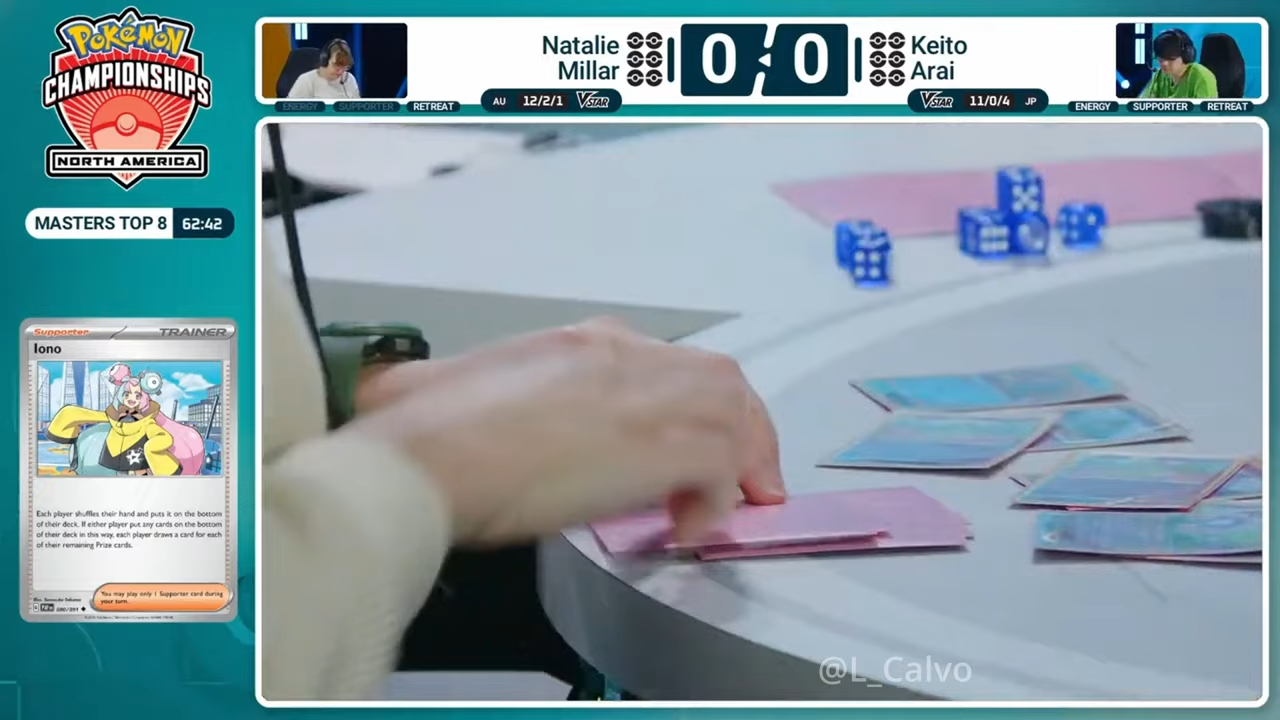 Pokémon
CHAMPIONSHIPS
NORTH AMERICA
MASTERS TOP 8 62:42
Natalie
Millar
0 0
Keito
Arai
ENERGY SUPPORTER RETREAT
AU 12/2/1 VSTAR
VSTAR 11/0/4 JP
ENERGY SUPPORTER RETREAT
Supporter TRAINER
Iono
Each player shuffles their hand and puts it on the bottom
of their deck. If either player put any cards on the bottom
of their deck in this way, each player draws a card for each
of their remaining Prize cards.
You may play only 1 Supporter card during
your turn.
@L_Calvo